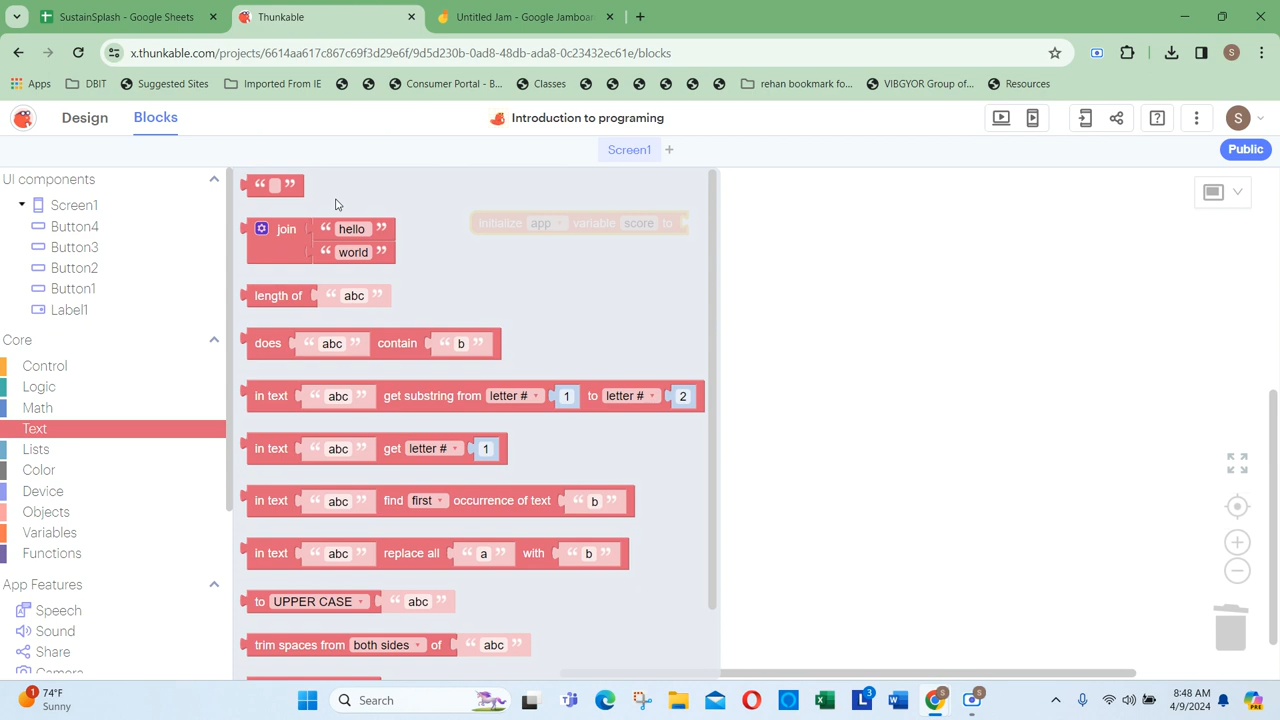 SustainSplash - Google Sheets
Thunkable
Untitled Jam - Google Jamboar
x.thunkable.com/projects/6614aa617c867c69f3d29e6f/9d5d230b-0ad8-48db-ada8-0c23432ec61e/blocks
S
Apps DBIT Suggested Sites Imported From IE Consumer Portal - B... Classes rehan bookmark fo... VIBGYOR Group of... Resources
Design Blocks Introduction to programing S
Screen1 + Public
UI components
Screen1
Button4
Button3
Button2
Button1
Label1
Core
Control
Logic
Math
Text
Lists
Color
Device
Objects
Variables
Functions
App Features
Speech
Sound
Share
Camera
“ ”
initialize app variable score to
join “ hello ”
“ world ”
length of “ abc ”
does “ abc ” contain “ b ”
in text “ abc ” get substring from letter # 1 to letter # 2
in text “ abc ” get letter # 1
in text “ abc ” find first occurrence of text “ b ”
in text “ abc ” replace all “ a ” with “ b ”
to UPPER CASE “ abc ”
trim spaces from both sides of “ abc ”
1 74°F
Sunny
Search
3
8:48 AM
4/9/2024
PRE